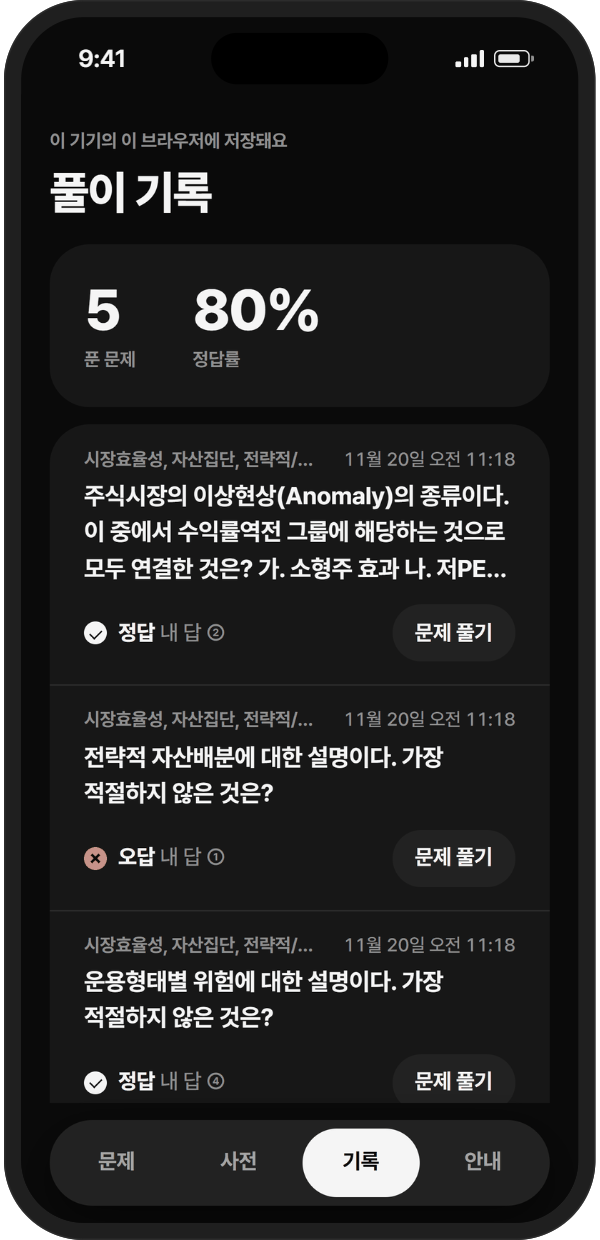 9:41
이 기기의 이 브라우저에 저장돼요
풀이 기록
5 80%
푼 문제 정답률
시장효율성, 자산집단, 전략적/... 11월 20일 오전 11:18
주식시장의 이상현상(Anomaly)의 종류이다.
이 중에서 수익률역전 그룹에 해당하는 것으로
모두 연결한 것은? 가. 소형주 효과 나. 저PE...
정답 내 답 ② 문제 풀기
시장효율성, 자산집단, 전략적/... 11월 20일 오전 11:18
전략적 자산배분에 대한 설명이다. 가장
적절하지 않은 것은?
오답 내 답 ① 문제 풀기
시장효율성, 자산집단, 전략적/... 11월 20일 오전 11:18
운용형태별 위험에 대한 설명이다. 가장
적절하지 않은 것은?
정답 내 답 ④ 문제 풀기
문제 사전 기록 안내